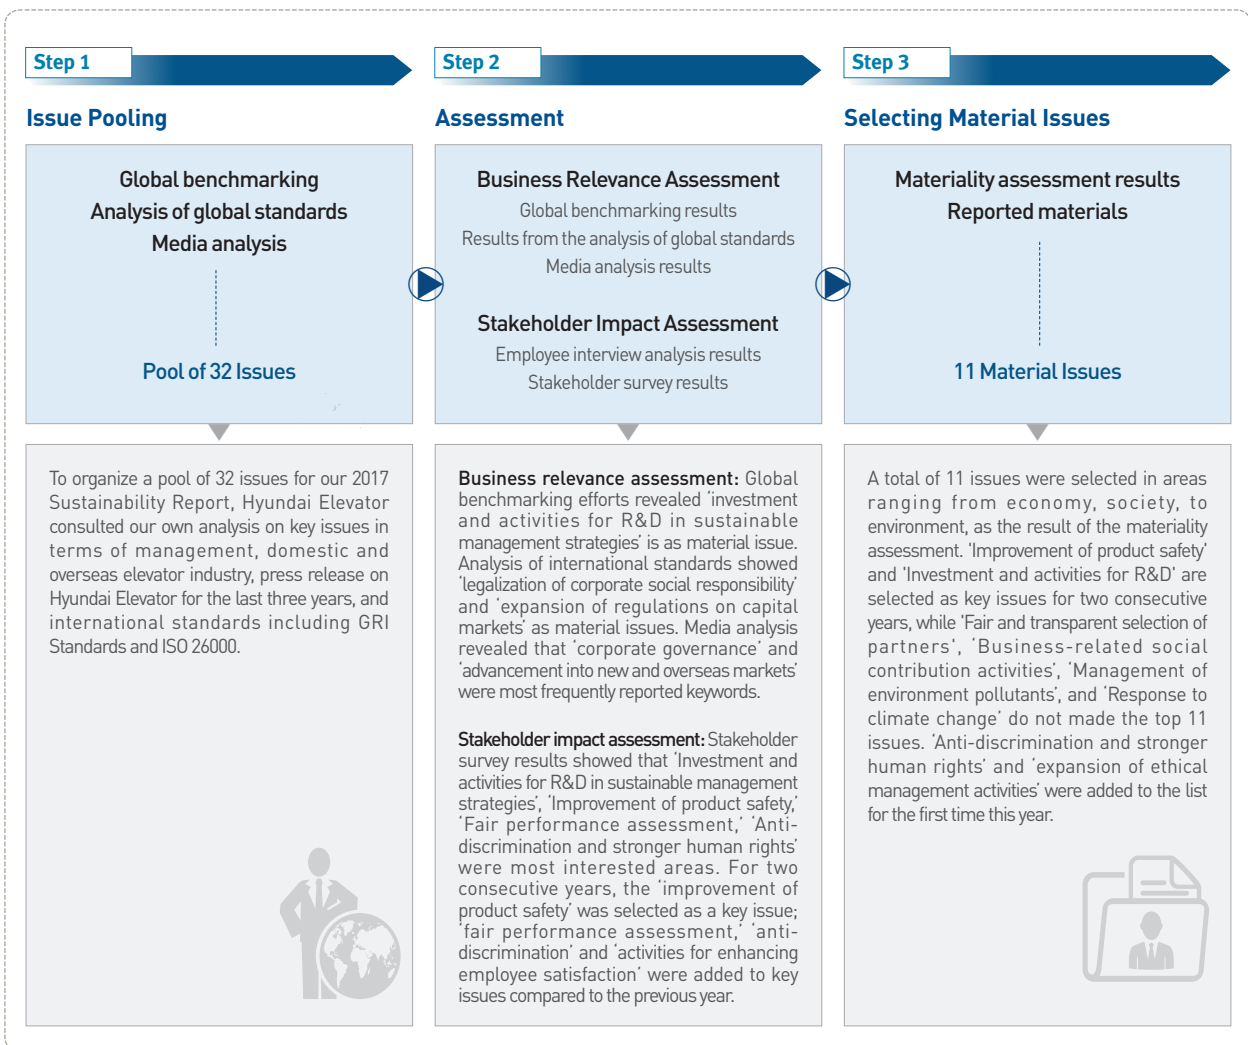 Step 1
Issue Pooling
Global benchmarking
Analysis of global standards
Media analysis
Pool of 32 Issues
To organize a pool of 32 issues for our 2017
Sustainability Report, Hyundai Elevator
consulted our own analysis on key issues in
terms of management, domestic and
overseas elevator industry, press release on
Hyundai Elevator for the last three years, and
international standards including GRI
Standards and ISO 26000.
Step 2
Assessment
Business Relevance Assessment
Global benchmarking results
Results from the analysis of global standards
Media analysis results
Stakeholder Impact Assessment
Employee interview analysis results
Stakeholder survey results
Business relevance assessment: Global
benchmarking efforts revealed ‘investment
and activities for R&D in sustainable
management strategies’ is as material issue.
Analysis of international standards showed
‘legalization of corporate social responsibility’
and ‘expansion of regulations on capital
markets’ as material issues. Media analysis
revealed that ‘corporate governance’ and
‘advancement into new and overseas markets’
were most frequently reported keywords.
Stakeholder impact assessment: Stakeholder
survey results showed that ‘Investment and
activities for R&D in sustainable management
strategies’, ‘Improvement of product safety,’
‘Fair performance assessment,’ ‘Anti-
discrimination and stronger human rights’
were most interested areas. For two
consecutive years, the ‘improvement of
product safety’ was selected as a key issue;
‘fair performance assessment,’ ‘anti-
discrimination’ and ‘activities for enhancing
employee satisfaction’ were added to key
issues compared to the previous year.
Step 3
Selecting Material Issues
Materiality assessment results
Reported materials
11 Material Issues
A total of 11 issues were selected in areas
ranging from economy, society, to
environment, as the result of the materiality
assessment. 'Improvement of product safety'
and 'Investment and activities for R&D' are
selected as key issues for two consecutive
years, while 'Fair and transparent selection of
partners', ‘Business-related social
contribution activities’, ‘Management of
environment pollutants’, and ‘Response to
climate change’ do not made the top 11
issues. ‘Anti-discrimination and stronger
human rights’ and ‘expansion of ethical
management activities’ were added to the list
for the first time this year.